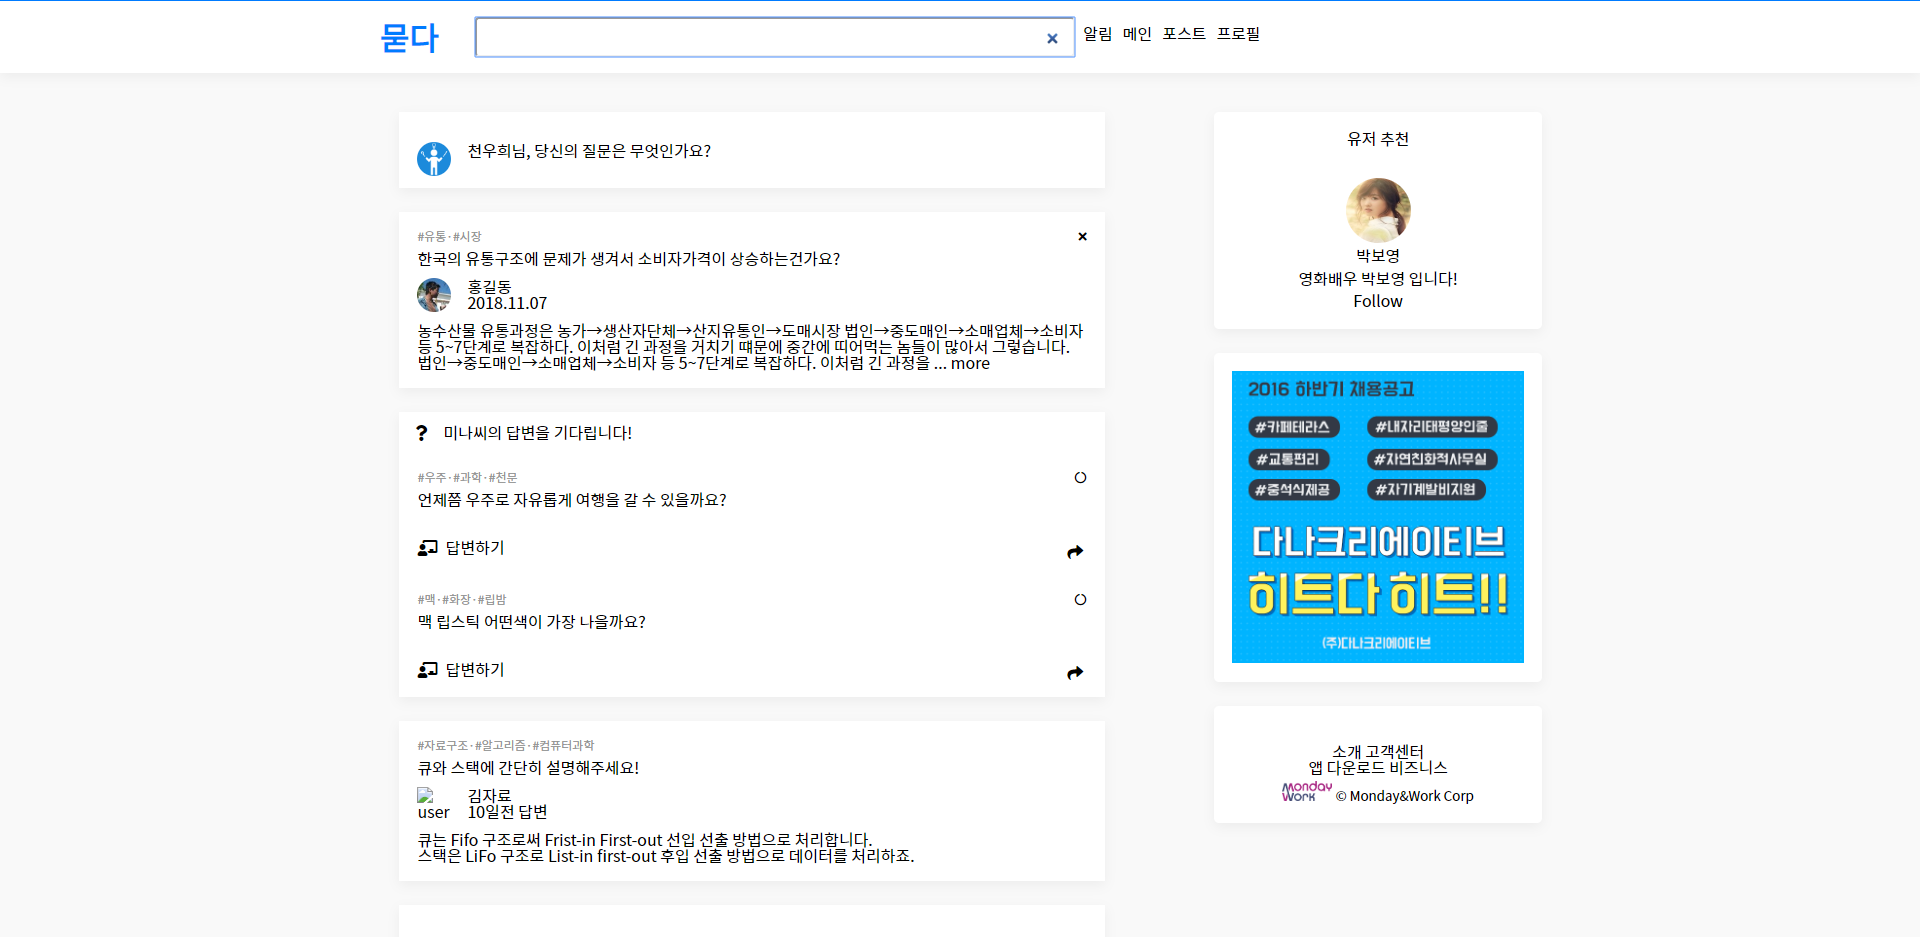 묻다
알림 메인 포스트 프로필
천우희님, 당신의 질문은 무엇인가요?
#유통·#시장
한국의 유통구조에 문제가 생겨서 소비자가격이 상승하는건가요?
홍길동
2018.11.07
농수산물 유통과정은 농가→생산자단체→산지유통인→도매시장 법인→중도매인→소매업체→소비자
등 5~7단계로 복잡하다. 이처럼 긴 과정을 거치기 떄문에 중간에 띠어먹는 놈들이 많아서 그렇습니다.
법인→중도매인→소매업체→소비자 등 5~7단계로 복잡하다. 이처럼 긴 과정을 ... more
? 미나씨의 답변을 기다립니다!
#우주·#과학·#천문
언제쯤 우주로 자유롭게 여행을 갈 수 있을까요?
답변하기
#맥·#화장·#립밤
맥 립스틱 어떤색이 가장 나을까요?
답변하기
#자료구조·#알고리즘·#컴퓨터과학
큐와 스택에 간단히 설명해주세요!
user
김자료
10일전 답변
큐는 Fifo 구조로써 Frist-in First-out 선입 선출 방법으로 처리합니다.
스택은 LiFo 구조로 List-in first-out 후입 선출 방법으로 데이터를 처리하죠.
유저 추천
박보영
영화배우 박보영 입니다!
Follow
2016 하반기 채용공고
#카페테라스 #내자리태평양인줄
#교통편리 #자연친화적사무실
#중석식제공 #자기계발비지원
다나크리에이티브
히트다 히트!!
(주)다나크리에이티브
소개 고객센터
앱 다운로드 비즈니스
Monday
Work © Monday&Work Corp